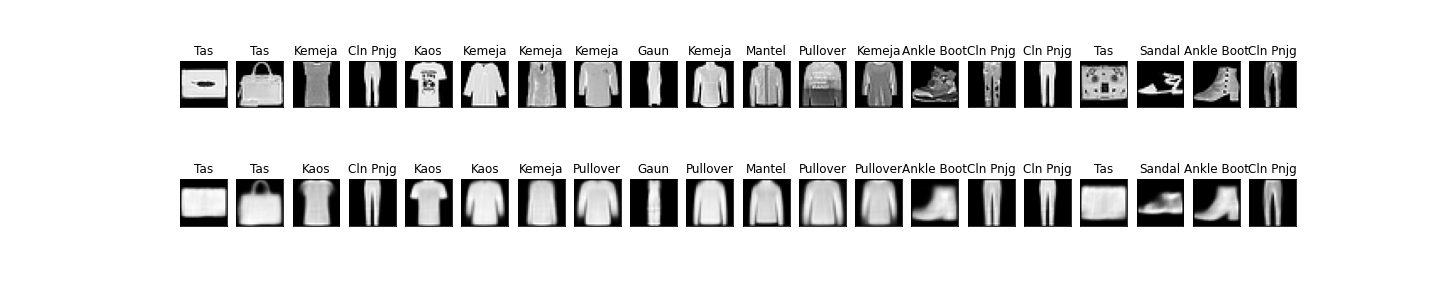 Tas Tas Kemeja Cln Pnjg Kaos Kemeja Kemeja Kemeja Gaun Kemeja Mantel Pullover Kemeja Ankle Boot Cln Pnjg Cln Pnjg Tas Sandal Ankle Boot Cln Pnjg
Tas Tas Kaos Cln Pnjg Kaos Kaos Kemeja Pullover Gaun Pullover Mantel Pullover Pullover Ankle Boot Cln Pnjg Cln Pnjg Tas Sandal Ankle Boot Cln Pnjg